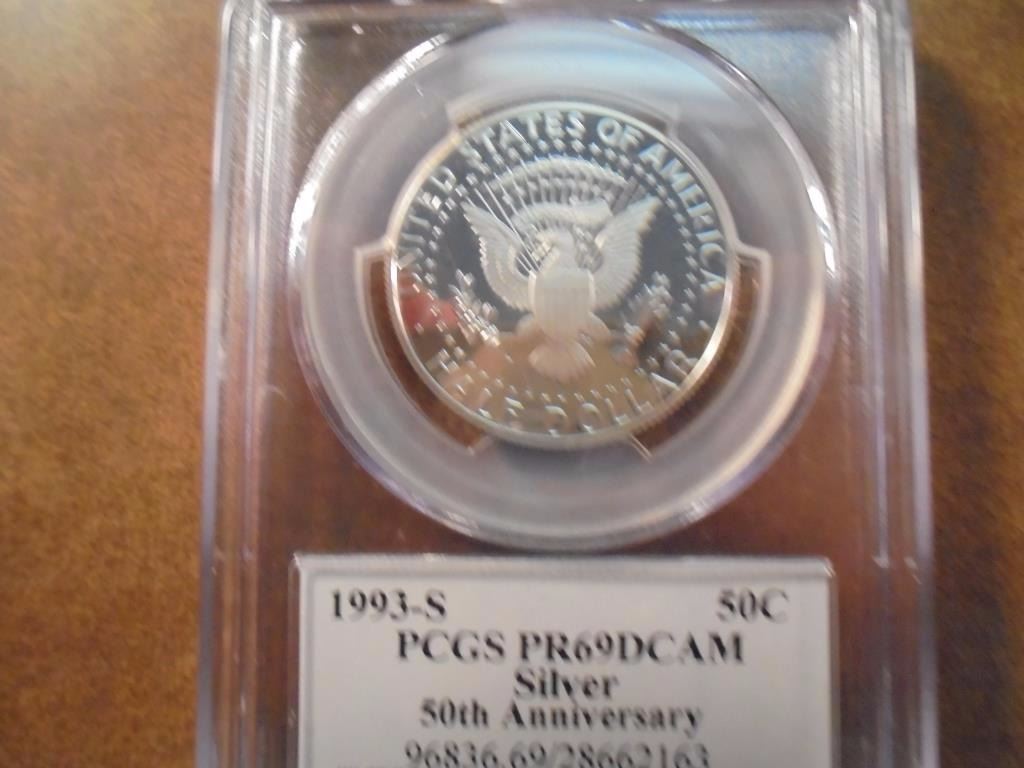 UNITED STATES OF AMERICA
HALF DOLLAR
1993-S 50C
PCGS PR69DCAM
Silver
50th Anniversary
96836.69/28662163